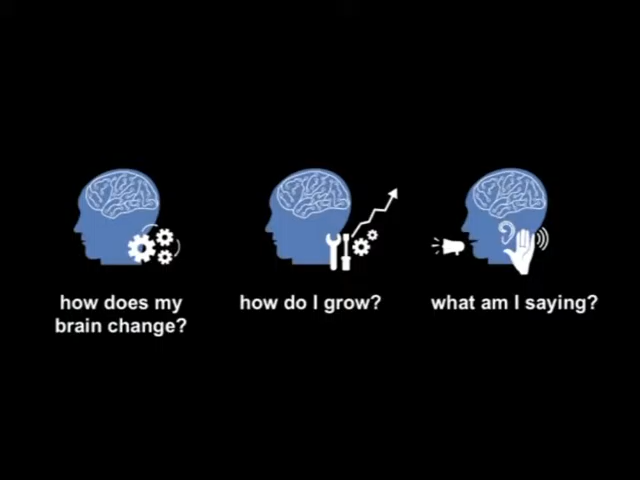 how does my
brain change?
how do I grow?
what am I saying?